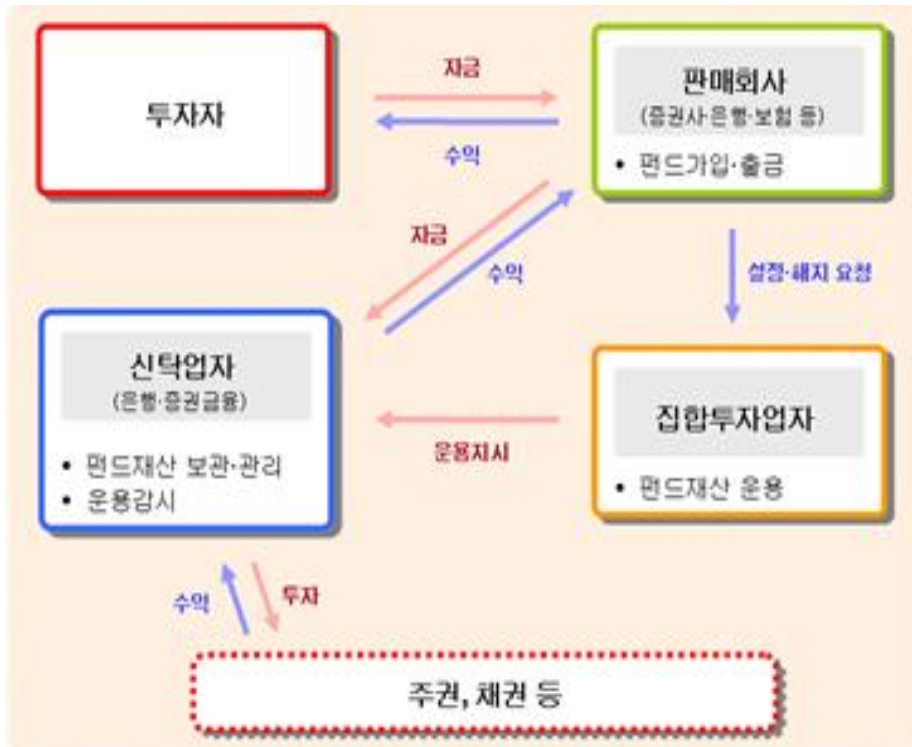 투자자
자금
수익
판매회사
(증권사·은행·보험 등)
• 펀드가입·출금
자금
수익
설정·해지 요청
신탁업자
(은행·증권금융)
• 펀드재산 보관·관리
• 운용감시
운용지시
집합투자업자
• 펀드재산 운용
수익
투자
주권, 채권 등